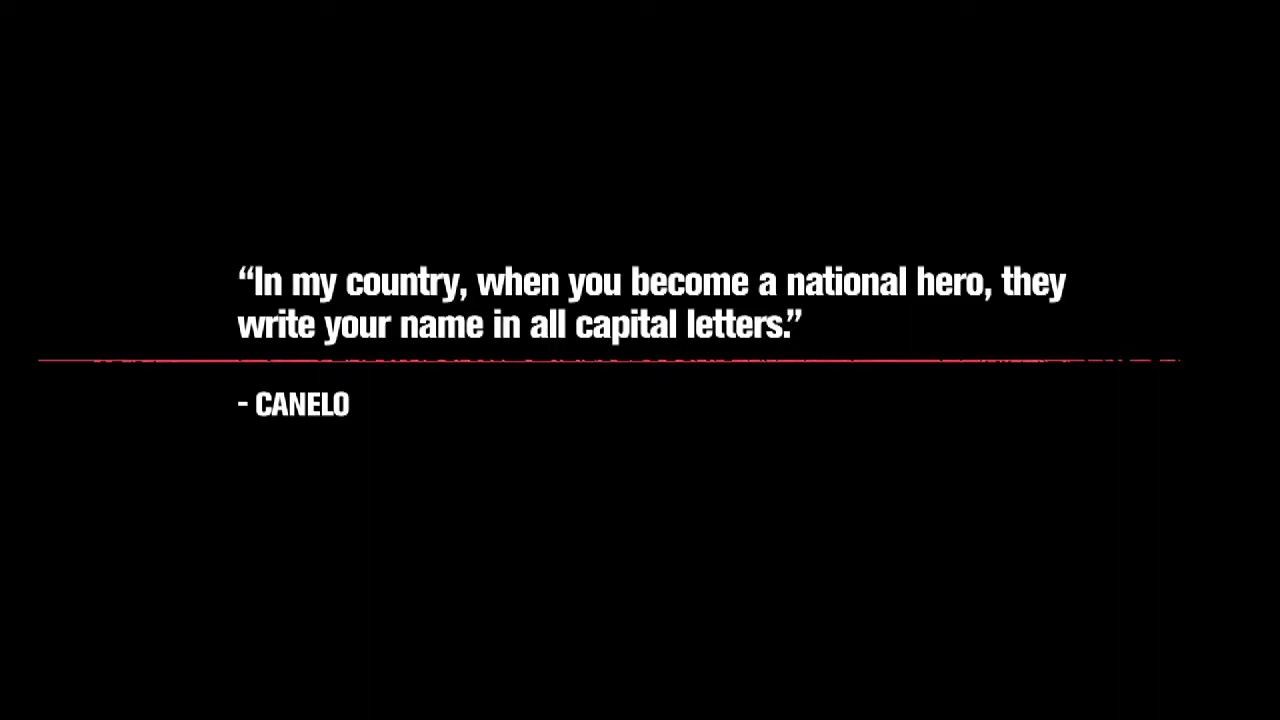 “In my country, when you become a national hero, they
write your name in all capital letters.”
- CANELO